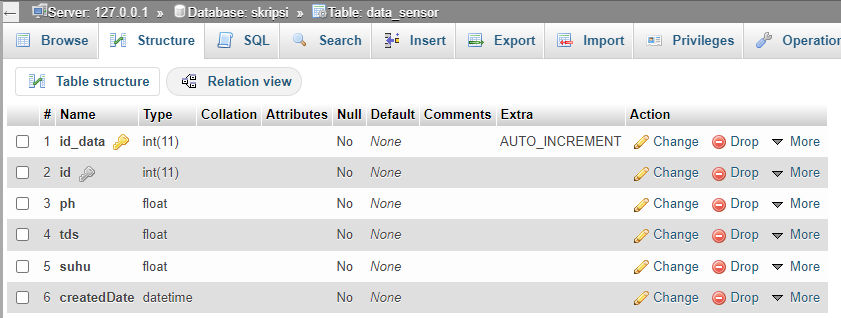 Server: 127.0.0.1 » Database: skripsi » Table: data_sensor
Browse Structure SQL Search Insert Export Import Privileges Operation
Table structure Relation view
# Name Type Collation Attributes Null Default Comments Extra Action
1 id_data int(11) No None AUTO_INCREMENT Change Drop More
2 id int(11) No None Change Drop More
3 ph float No None Change Drop More
4 tds float No None Change Drop More
5 suhu float No None Change Drop More
6 createdDate datetime No None Change Drop More